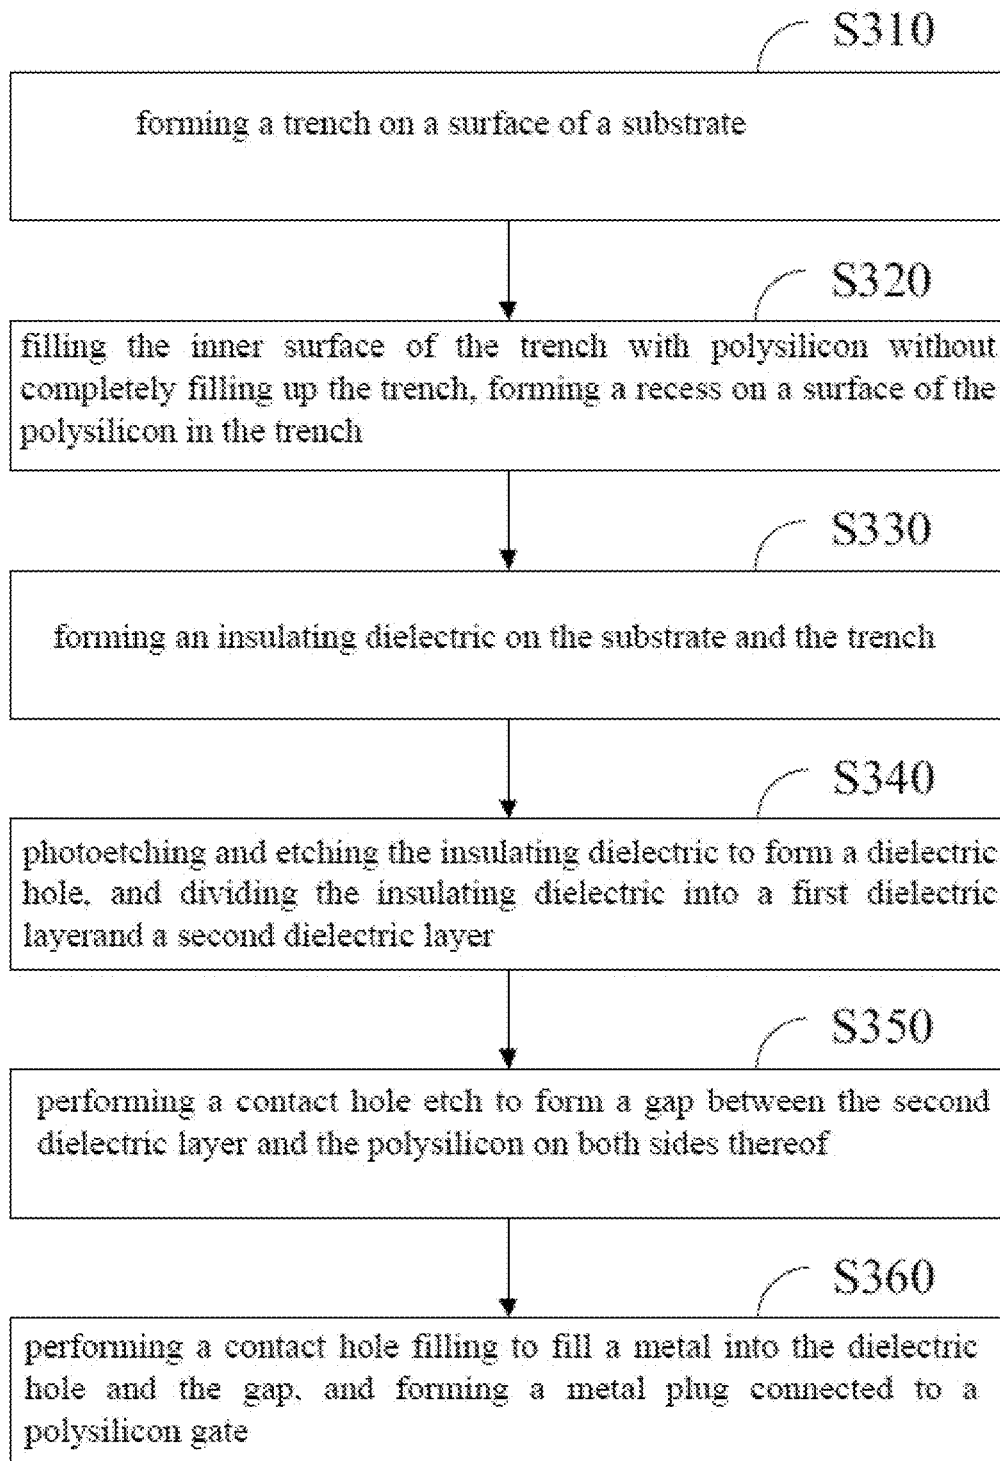 S310
forming a trench on a surface of a substrate
S320
filling the inner surface of the trench with polysilicon without
completely filling up the trench, forming a recess on a surface of the
polysilicon in the trench
S330
forming an insulating dielectric on the substrate and the trench
S340
photoetching and etching the insulating dielectric to form a dielectric
hole, and dividing the insulating dielectric into a first dielectric
layerand a second dielectric layer
S350
performing a contact hole etch to form a gap between the second
dielectric layer and the polysilicon on both sides thereof
S360
performing a contact hole filling to fill a metal into the dielectric
hole and the gap, and forming a metal plug connected to a
polysilicon gate